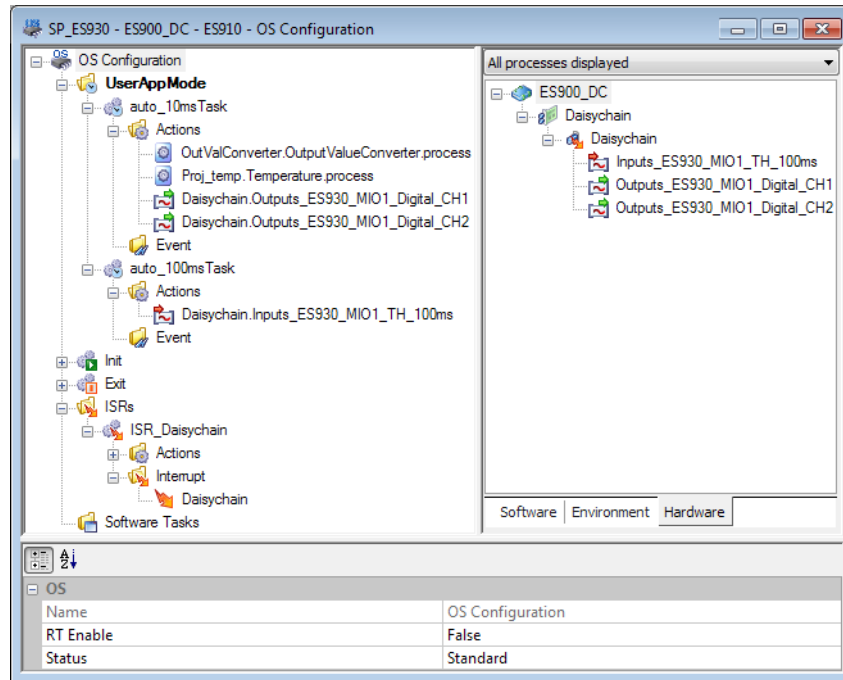 SP_ES930 - ES900_DC - ES910 - OS Configuration
OS Configuration
UserAppMode
auto_10msTask
Actions
OutValConverter.OutputValueConverter.process
Proj_temp.Temperature.process
Daisychain.Outputs_ES930_MIO1_Digital_CH1
Daisychain.Outputs_ES930_MIO1_Digital_CH2
Event
auto_100msTask
Actions
Daisychain.Inputs_ES930_MIO1_TH_100ms
Event
Init
Exit
ISRs
ISR_Daisychain
Actions
Interrupt
Daisychain
Software Tasks
All processes displayed
ES900_DC
Daisychain
Daisychain
Inputs_ES930_MIO1_TH_100ms
Outputs_ES930_MIO1_Digital_CH1
Outputs_ES930_MIO1_Digital_CH2
Software Environment Hardware
OS
Name OS Configuration
RT Enable False
Status Standard